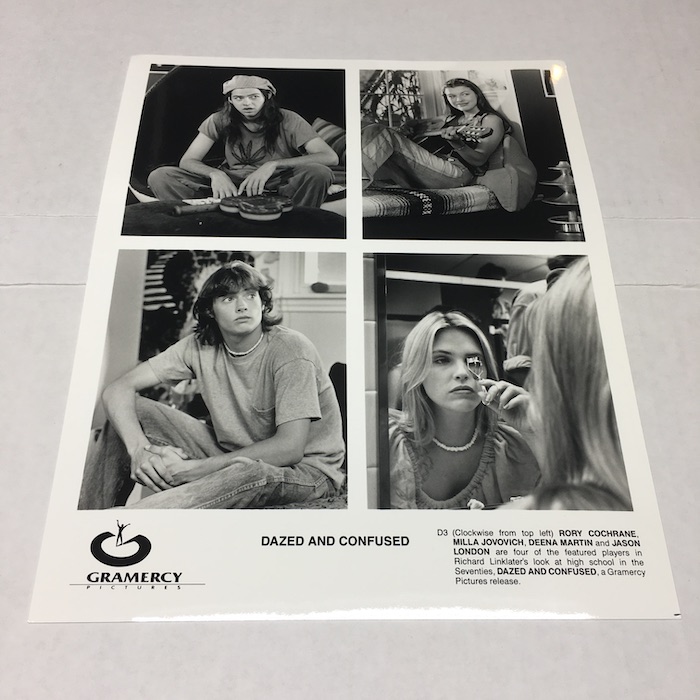 GRAMERCY
PICTURES
DAZED AND CONFUSED
D3 (Clockwise from top left) RORY COCHRANE,
MILLA JOVOVICH, DEENA MARTIN and JASON
LONDON are four of the featured players in
Richard Linklater's look at high school in the
Seventies, DAZED AND CONFUSED, a Gramercy
Pictures release.